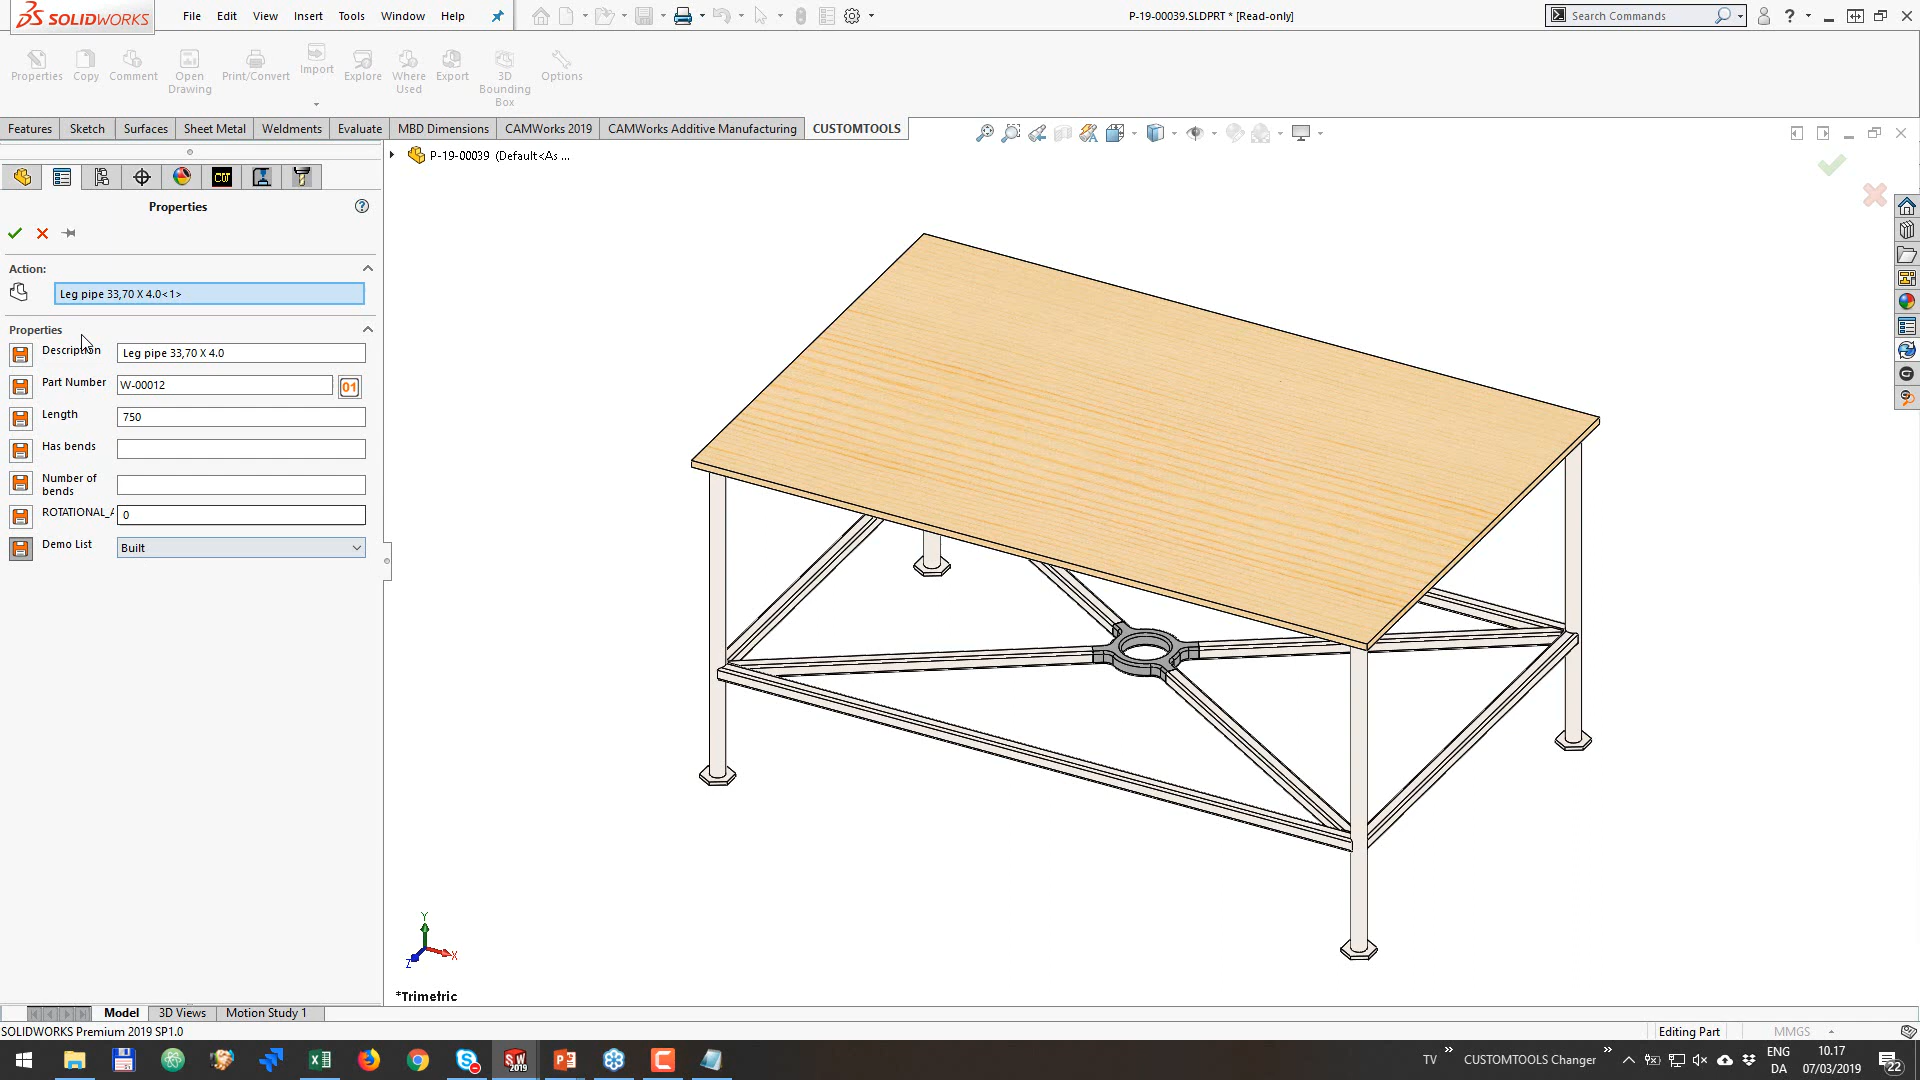 SOLIDWORKS
File Edit View Insert Tools Window Help
P-19-00039.SLDPRT * [Read-only]
Search Commands
Properties Copy Comment Open Drawing Print/Convert Import Explore Where Used Export 3D Bounding Box Options
Features Sketch Surfaces Sheet Metal Weldments Evaluate MBD Dimensions CAMWorks 2019 CAMWorks Additive Manufacturing CUSTOMTOOLS
P-19-00039 (Default<As ...
CW
Properties
Action:
Leg pipe 33,70 X 4.0<1>
Properties
Description Leg pipe 33,70 X 4.0
Part Number W-00012 01
Length 750
Has bends
Number of bends
ROTATIONAL_A 0
Demo List Built
Y
X
Z
*Trimetric
Model 3D Views Motion Study 1
SOLIDWORKS Premium 2019 SP1.0
Editing Part MMGS
TV CUSTOMTOOLS Changer
ENG
DA
10.17
07/03/2019
22